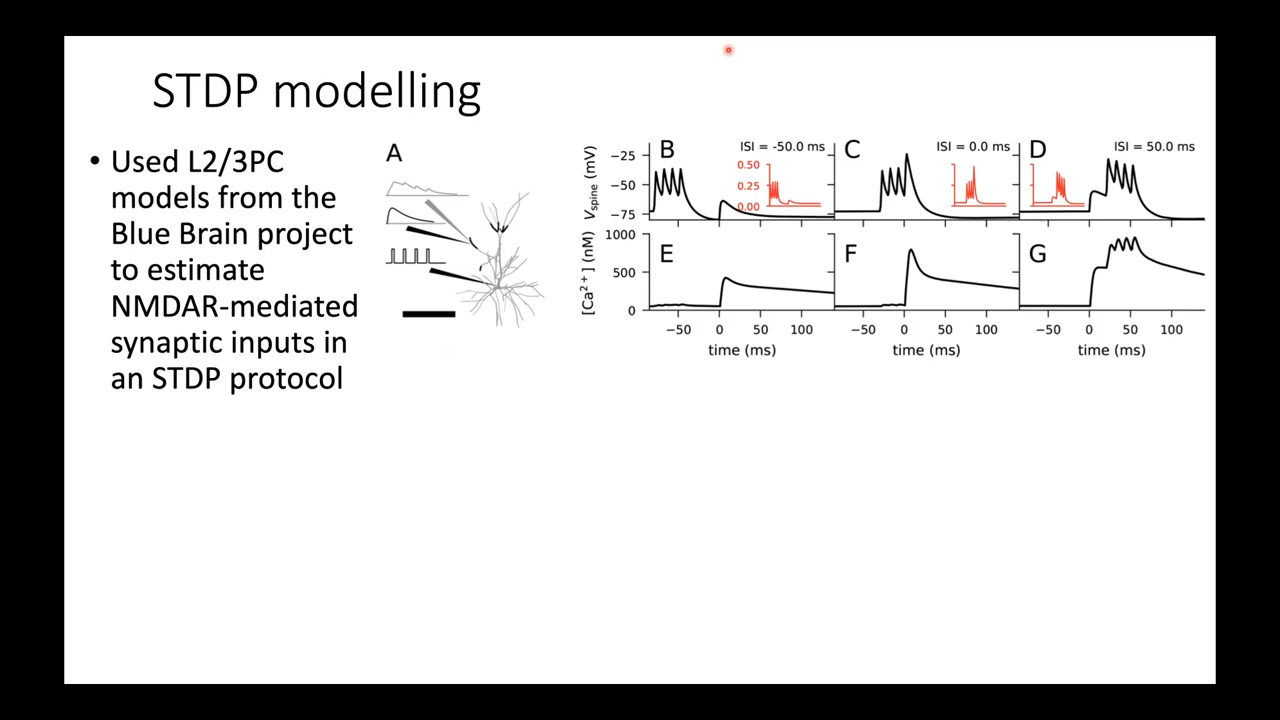 STDP modelling
• Used L2/3PC
models from the
Blue Brain project
to estimate
NMDAR-mediated
synaptic inputs in
an STDP protocol
A
B
ISI = -50.0 ms
C
ISI = 0.0 ms
D
ISI = 50.0 ms
V_spine (mV)
−25
−50
−75
0.50
0.25
0.00
E
F
G
[Ca²⁺] (nM)
1000
500
0
−50 0 50 100
−50 0 50 100
−50 0 50 100
time (ms)
time (ms)
time (ms)